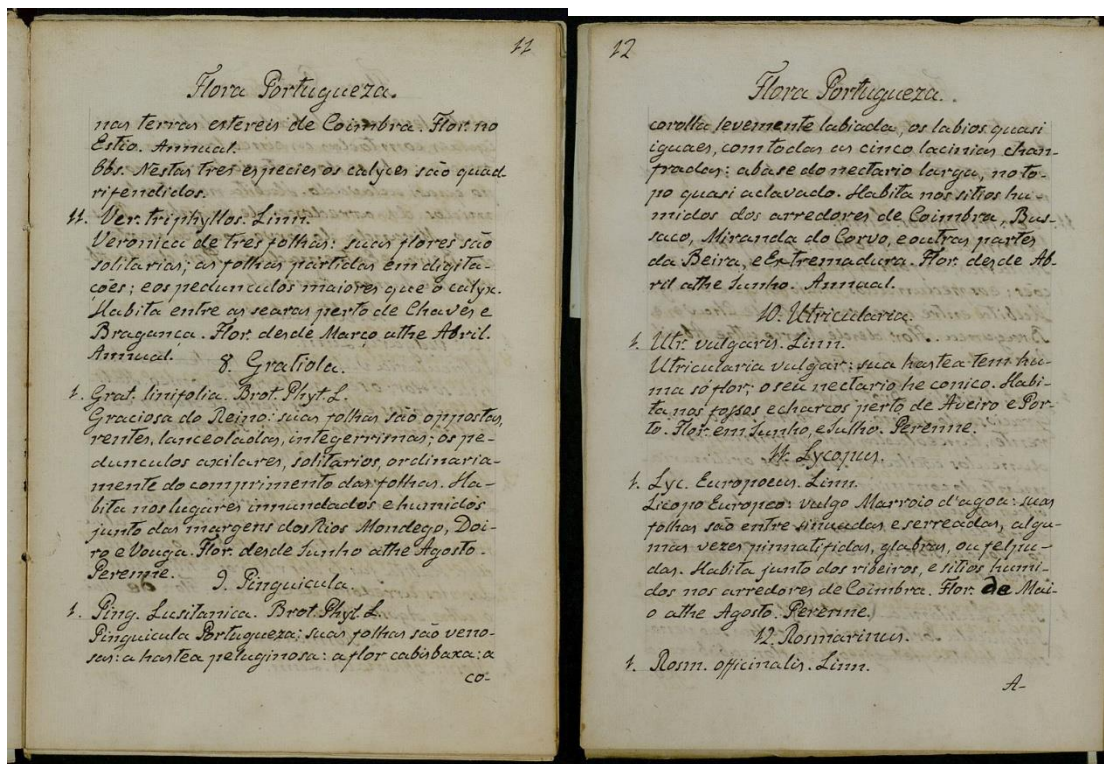 11
Flora Portugueza.
nas terras estereis de Coimbra. Flor. no
Estio. Annual.
Obs. Nestas tres especies os calyces são quad
rifendidos.
11. Ver. triphyllos. Linn.
Veronica de tres folhas: suas flores são
solitarias; as folhas partidas em digita-
ções; e os pedunculos maiores que o calyx.
Habita entre as searas perto de Chaves e
Bragança. Flor. desde Março athe Abril.
Annual.
8. Gratiola.
1. Grat. linifolia. Brot. Phyt. L.
Graciosa do Reino: suas folhas são oppostas,
rentes, lanceoladas, integerrimas; os pe-
dunculos axilares, solitarios, ordinaria-
mente do comprimento das folhas. Ha-
bita nos lugares innundados e humidos
junto das margens dos Rios Mondego, Doi-
ro e Vouga. Flor. desde Junho athe Agosto.
Perenne.
9. Pinguicula.
1. Ping. Lusitanica. Brot. Phyt. L.
Pinguicula Portugueza; suas folhas são veno-
sas: a hastea peluginosa: a flor cabisbaxa: a
co-
12
Flora Portugueza.
corolla levemente labiada, os labios quasi
iguaes, com todas as cinco lacinias chan-
fradas: a base do nectario larga, no to-
po quasi aclavado. Habita nos sitios hu-
midos dos arredores de Coimbra, Bus-
saco, Miranda do Corvo, e outras partes
da Beira, e Extremadura. Flor. desde Ab-
ril athe Junho. Annual.
10. Utricularia.
1. Utr. vulgaris. Linn.
Utricularia vulgar: sua hastea tem hu-
ma só flor; o seu nectario he conico. Habi-
ta nos fossos e charcos perto de Aveiro e Por-
to. Flor. em Junho, e Julho. Perenne.
11. Lycopus.
1. Lyc. Europoeus. Linn.
Licopo Europeo: vulgo Marroio d'agoa: suas
folhas são entre sinuadas e serreadas, algu-
mas vezes pinnatifidas, glabras, ou felpu-
das. Habita junto dos ribeiros, e sitios humi-
dos nos arredores de Coimbra. Flor. de Mai-
o athe Agosto. Perenne.
12. Rosmarinus.
1. Rosm. officinalis. Linn.
A-